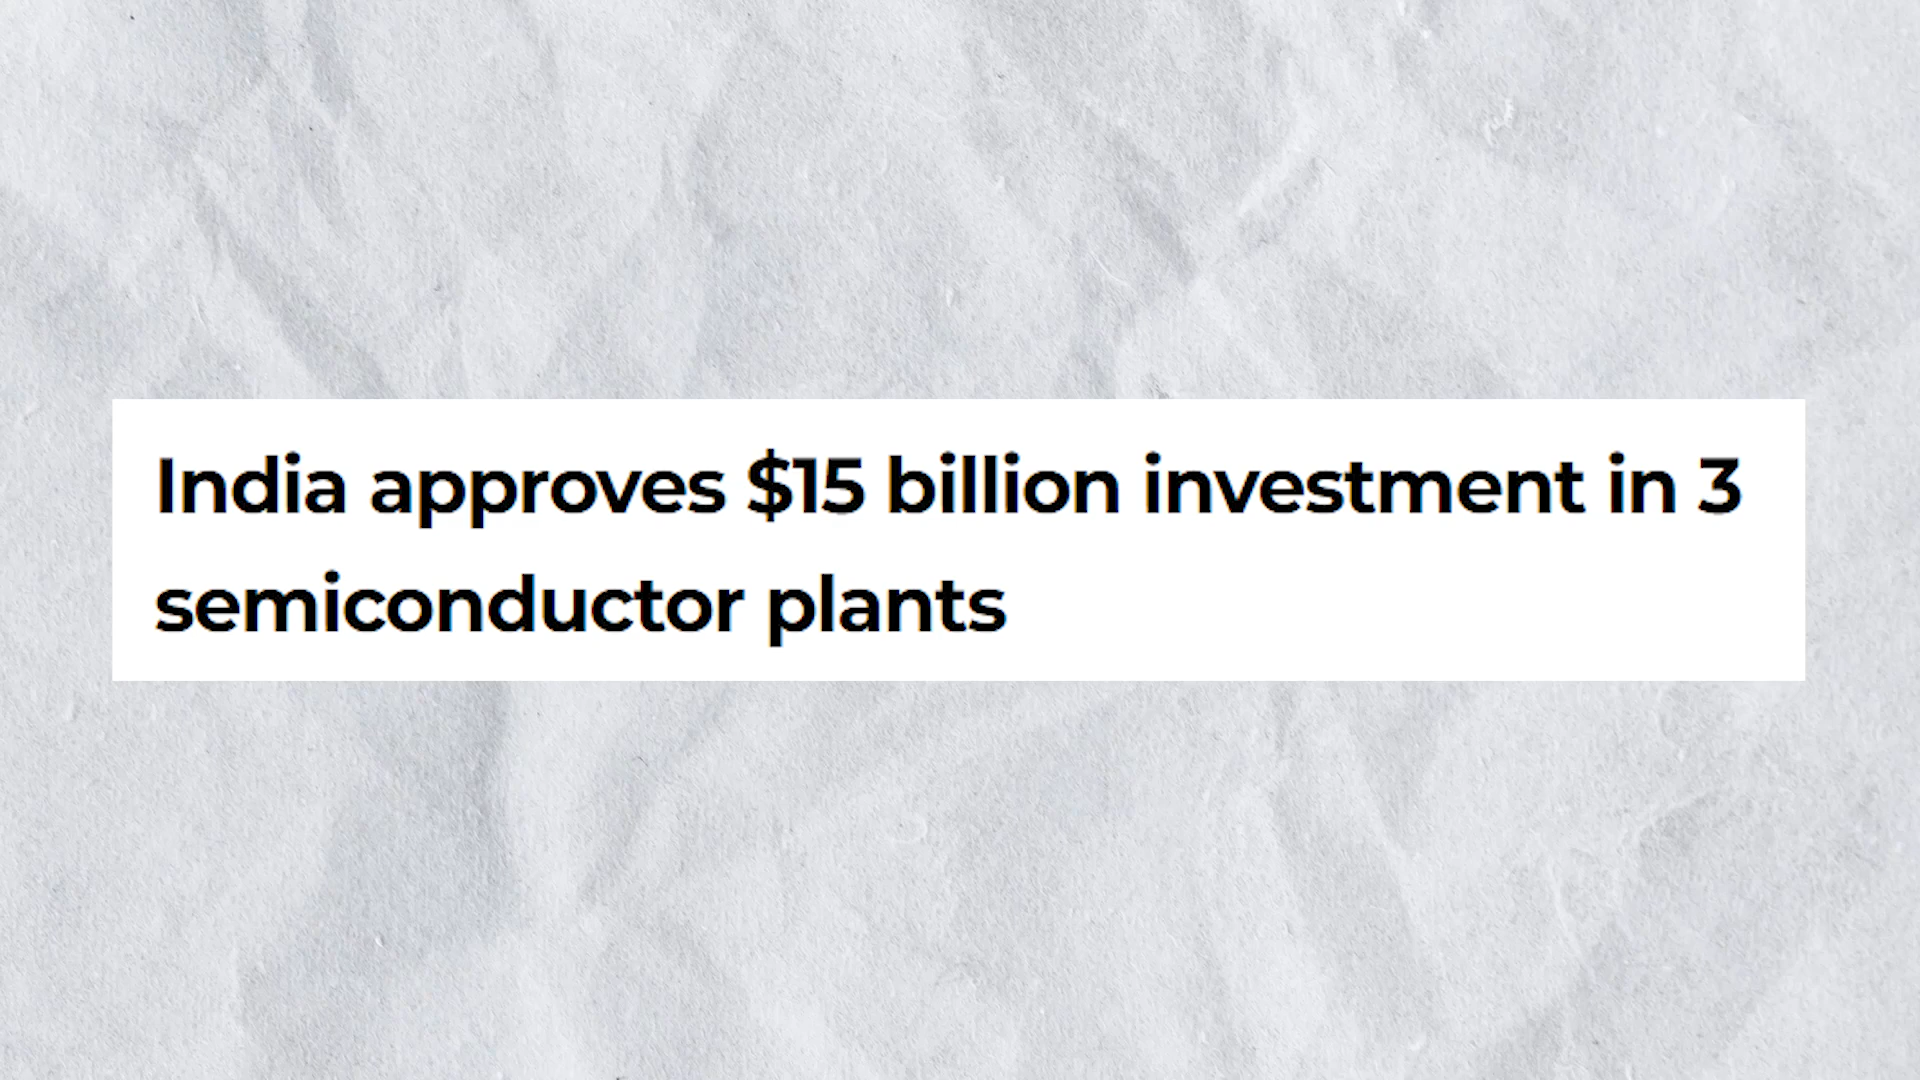 India approves $15 billion investment in 3
semiconductor plants